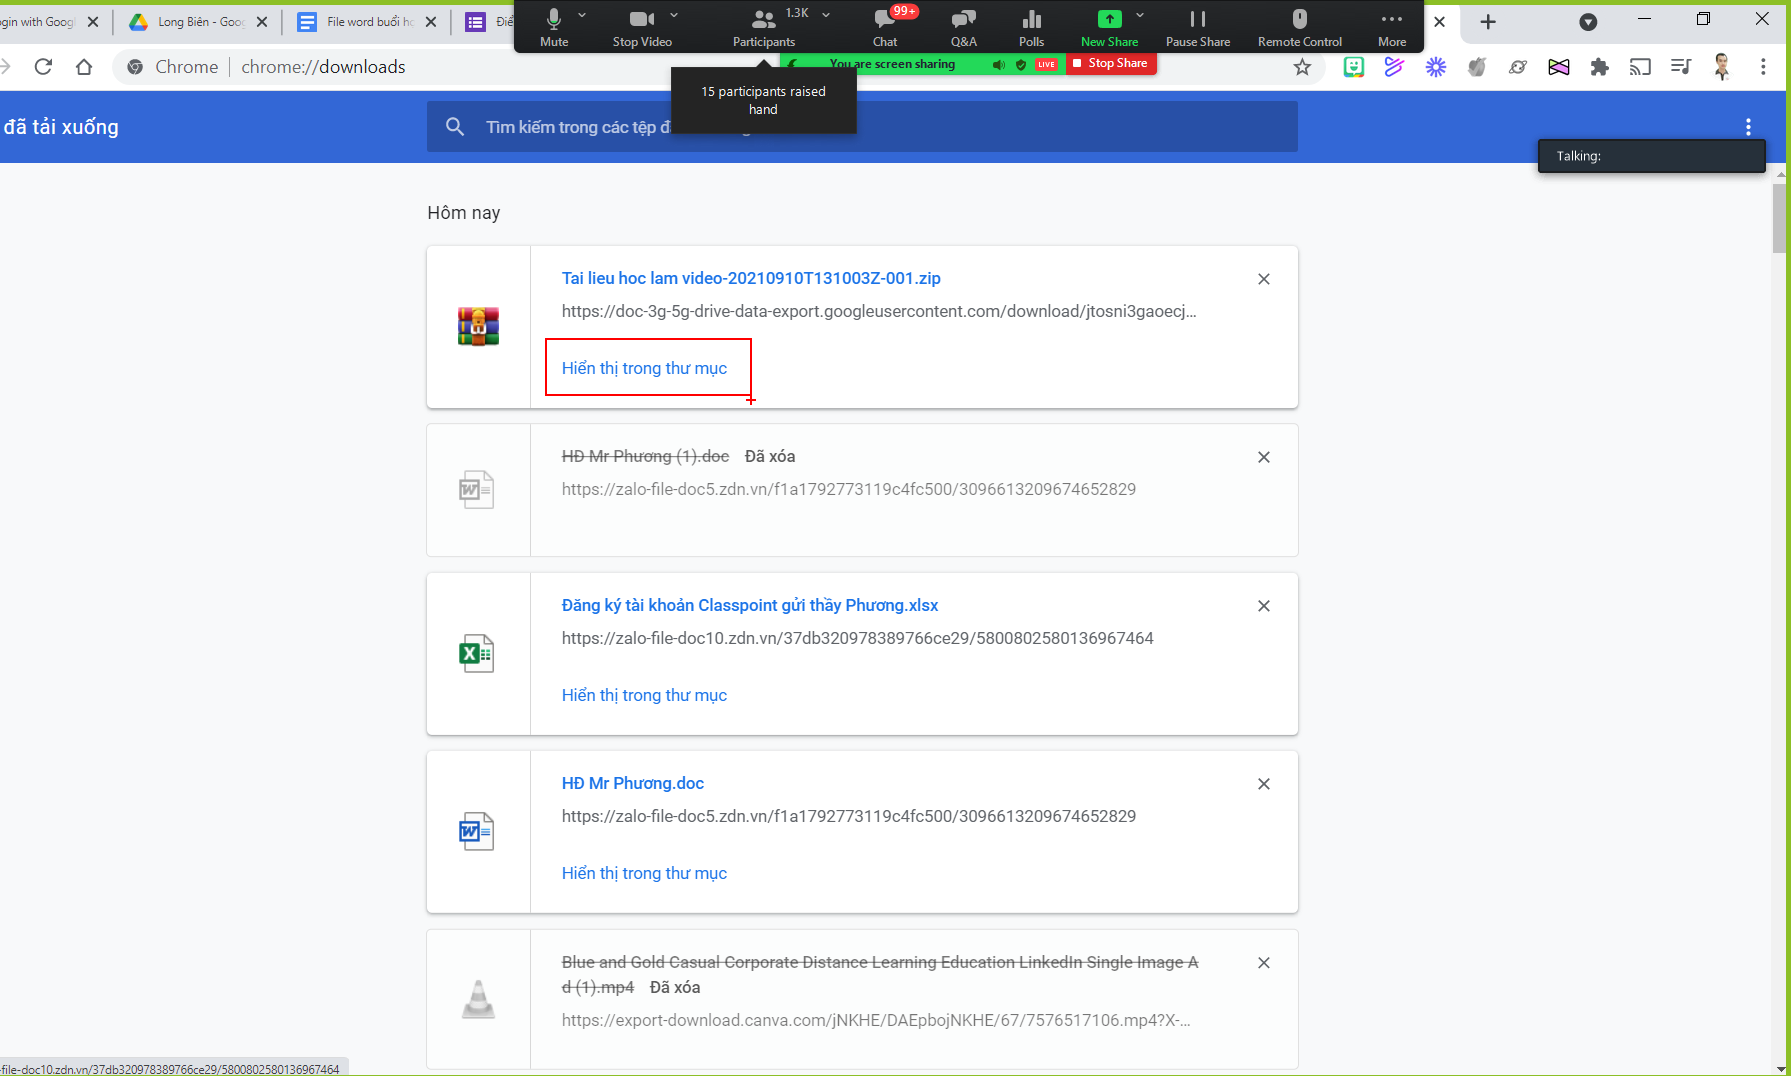 ogin with Googl
Long Biên - Goog
File word buổi họ
Điể
Mute
Stop Video
Participants
1.3K
Chat
99+
Q&A
Polls
New Share
Pause Share
Remote Control
More
Chrome
chrome://downloads
You are screen sharing
LIVE
Stop Share
15 participants raised
hand
đã tải xuống
Tìm kiếm trong các tệp đ
Talking:
Hôm nay
Tai lieu hoc lam video-20210910T131003Z-001.zip
https://doc-3g-5g-drive-data-export.googleusercontent.com/download/jtosni3gaoecj...
Hiển thị trong thư mục
HĐ Mr Phương (1).doc Đã xóa
https://zalo-file-doc5.zdn.vn/f1a1792773119c4fc500/3096613209674652829
Đăng ký tài khoản Classpoint gửi thầy Phương.xlsx
https://zalo-file-doc10.zdn.vn/37db320978389766ce29/5800802580136967464
Hiển thị trong thư mục
HĐ Mr Phương.doc
https://zalo-file-doc5.zdn.vn/f1a1792773119c4fc500/3096613209674652829
Hiển thị trong thư mục
Blue and Gold Casual Corporate Distance Learning Education LinkedIn Single Image A
d (1).mp4 Đã xóa
https://export-download.canva.com/jNKHE/DAEpbojNKHE/67/7576517106.mp4?X-...
-file-doc10.zdn.vn/37db320978389766ce29/5800802580136967464